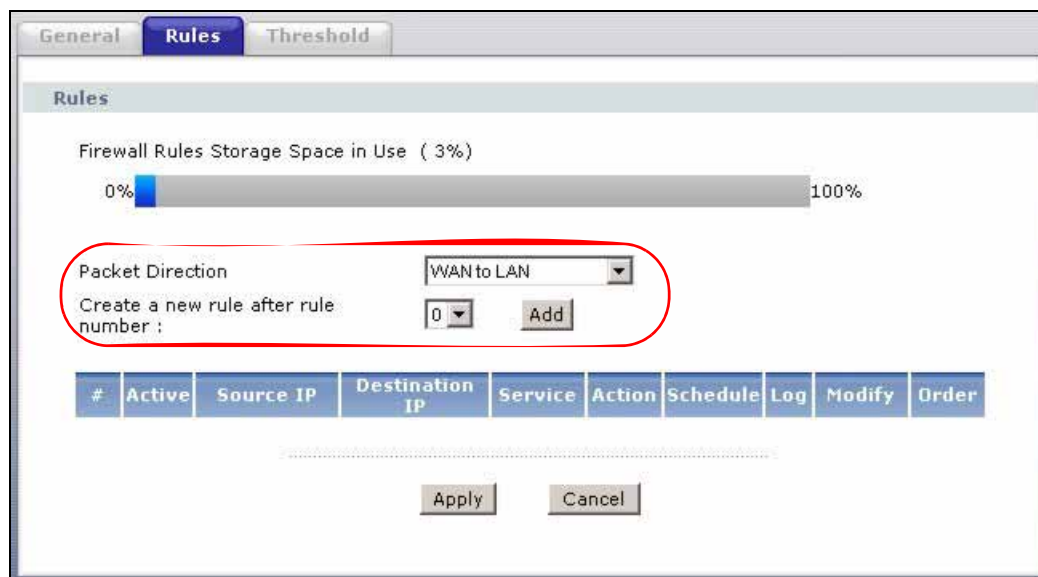 General Rules Threshold
Rules
Firewall Rules Storage Space in Use ( 3%)
0% 100%
Packet Direction WAN to LAN
Create a new rule after rule
number : 0 Add
# Active Source IP Destination IP Service Action Schedule Log Modify Order
Apply Cancel